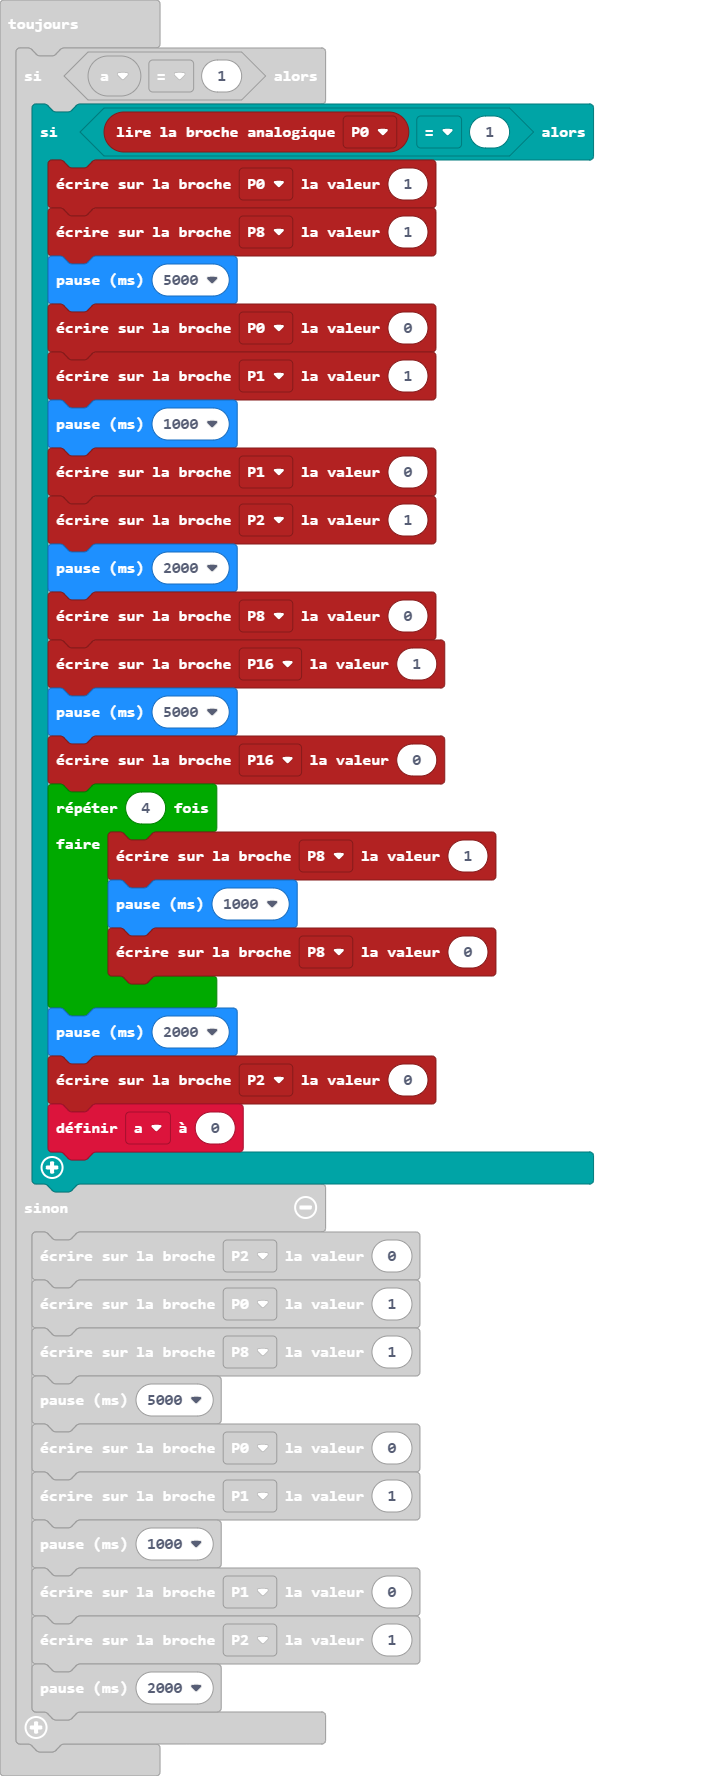 toujours
si a = 1 alors
si lire la broche analogique P0 = 1 alors
écrire sur la broche P0 la valeur 1
écrire sur la broche P8 la valeur 1
pause (ms) 5000
écrire sur la broche P0 la valeur 0
écrire sur la broche P1 la valeur 1
pause (ms) 1000
écrire sur la broche P1 la valeur 0
écrire sur la broche P2 la valeur 1
pause (ms) 2000
écrire sur la broche P8 la valeur 0
écrire sur la broche P16 la valeur 1
pause (ms) 5000
écrire sur la broche P16 la valeur 0
répéter 4 fois
faire
écrire sur la broche P8 la valeur 1
pause (ms) 1000
écrire sur la broche P8 la valeur 0
pause (ms) 2000
écrire sur la broche P2 la valeur 0
définir a à 0
sinon
écrire sur la broche P2 la valeur 0
écrire sur la broche P0 la valeur 1
écrire sur la broche P8 la valeur 1
pause (ms) 5000
écrire sur la broche P0 la valeur 0
écrire sur la broche P1 la valeur 1
pause (ms) 1000
écrire sur la broche P1 la valeur 0
écrire sur la broche P2 la valeur 1
pause (ms) 2000